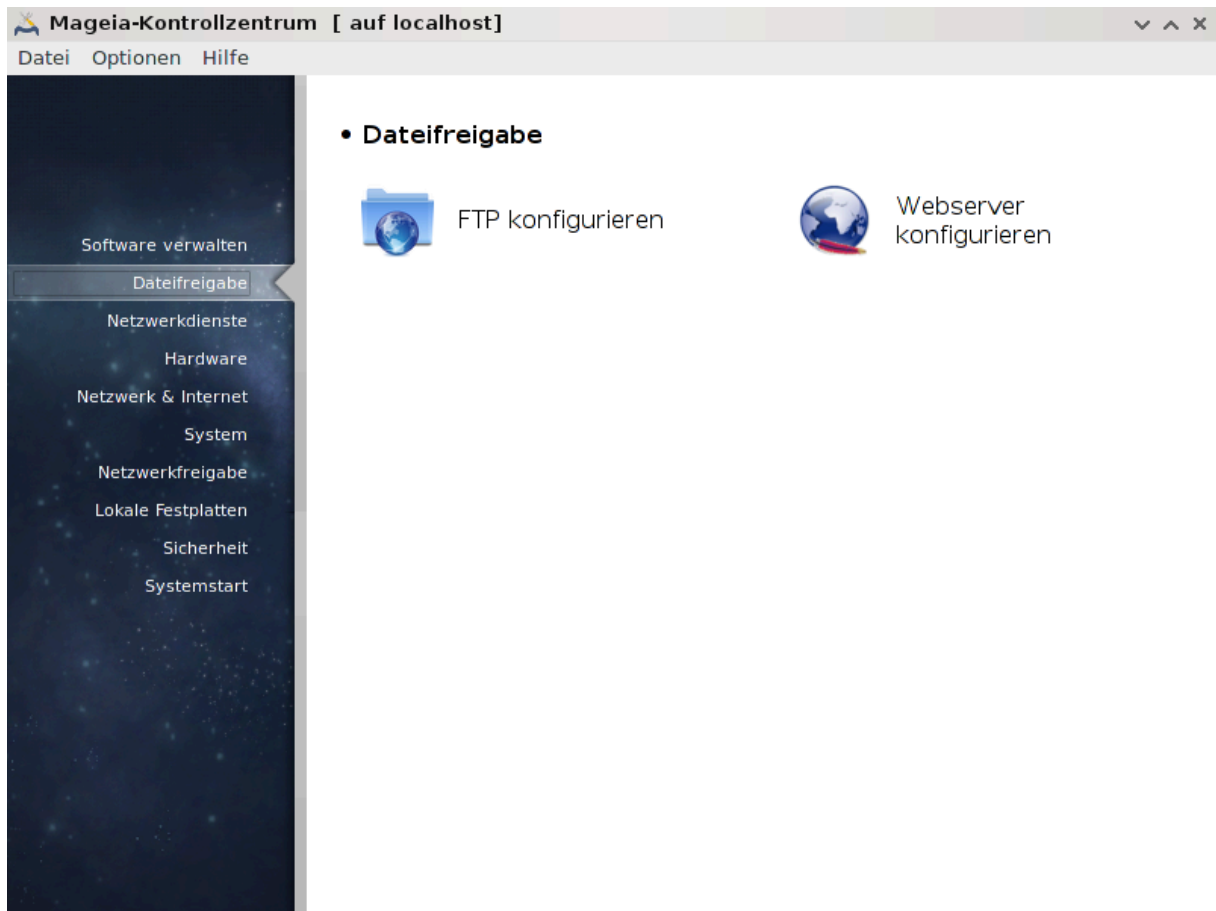 Mageia-Kontrollzentrum [ auf localhost]
Datei Optionen Hilfe
Software verwalten
Dateifreigabe
Netzwerkdienste
Hardware
Netzwerk & Internet
System
Netzwerkfreigabe
Lokale Festplatten
Sicherheit
Systemstart
• Dateifreigabe
FTP konfigurieren
Webserver
konfigurieren